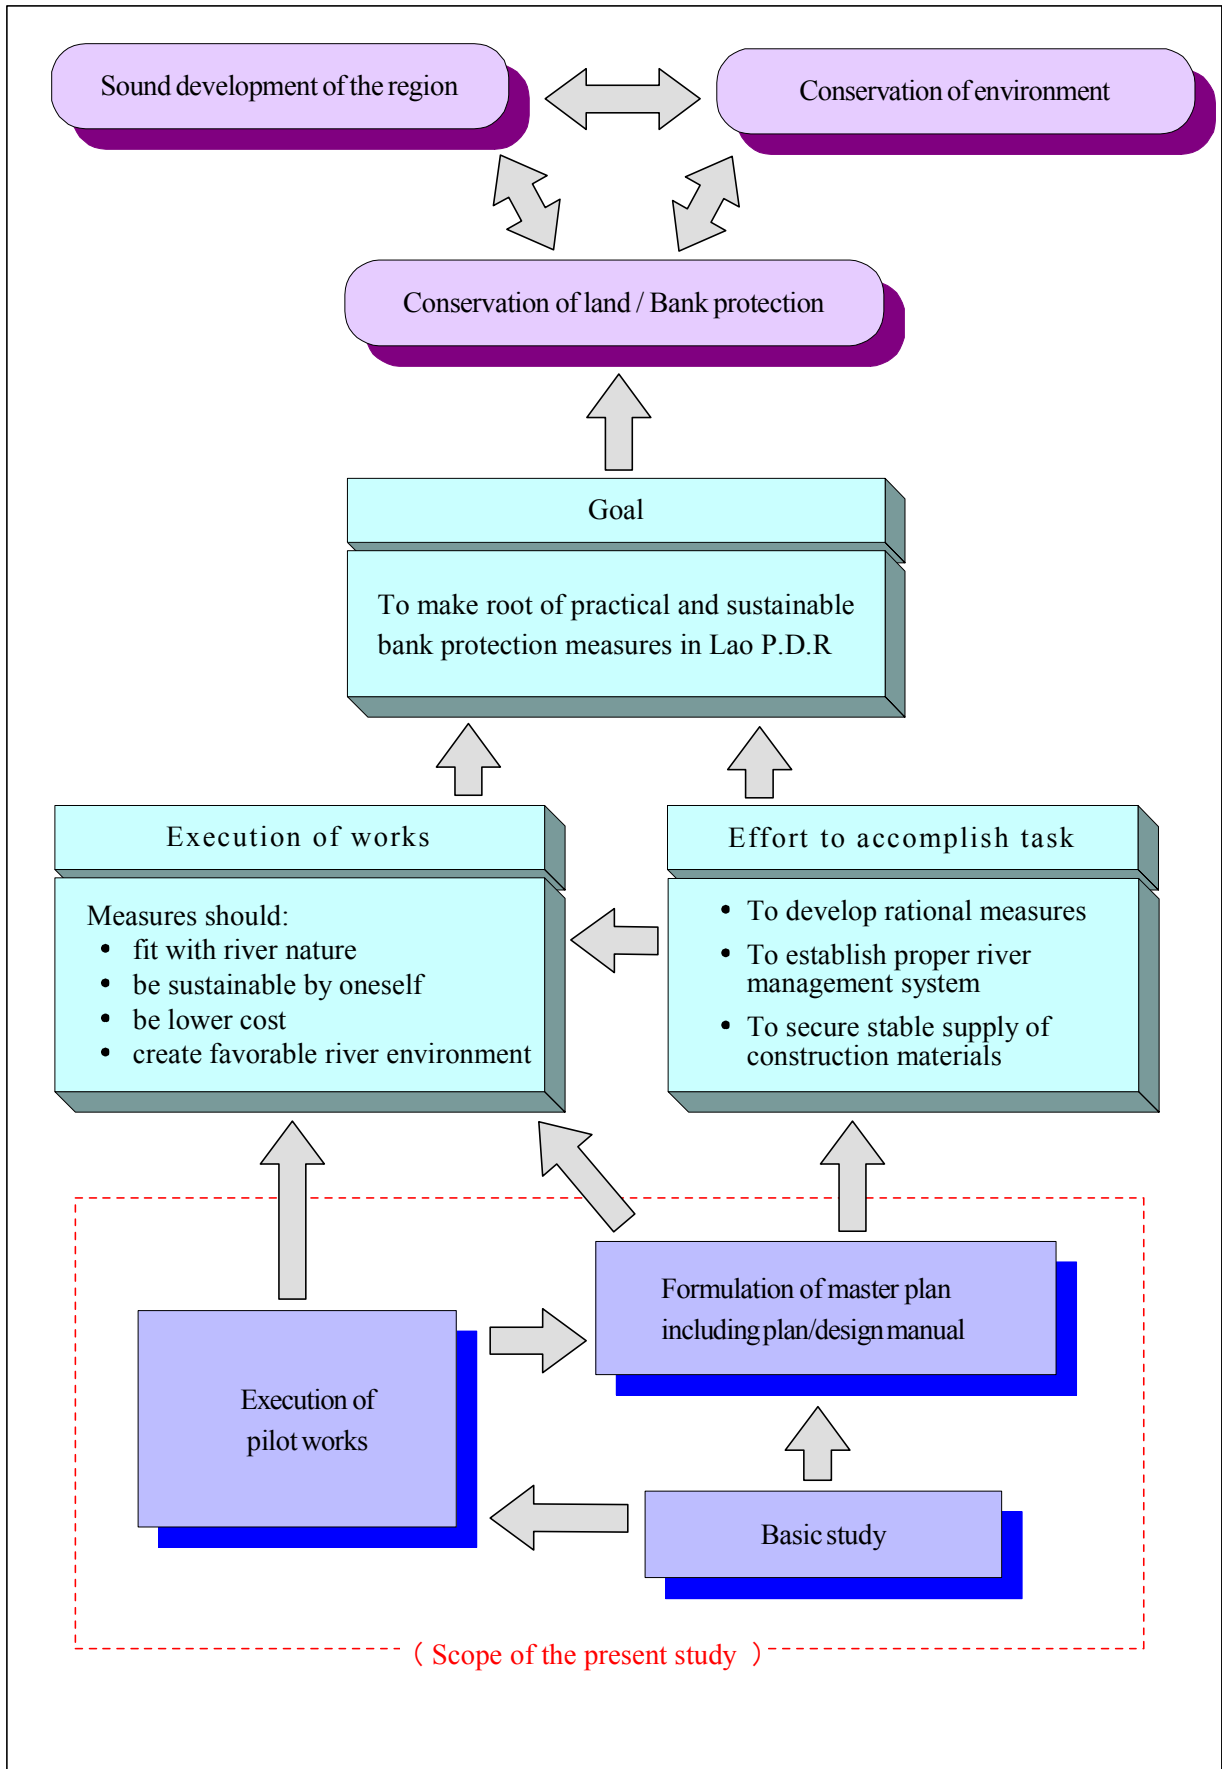 Sound development of the region
Conservation of environment
Conservation of land / Bank protection
Goal
To make root of practical and sustainable
bank protection measures in Lao P.D.R
Execution of works
Measures should:
• fit with river nature
• be sustainable by oneself
• be lower cost
• create favorable river environment
Effort to accomplish task
• To develop rational measures
• To establish proper river
management system
• To secure stable supply of
construction materials
Formulation of master plan
including plan/design manual
Execution of
pilot works
Basic study
( Scope of the present study )